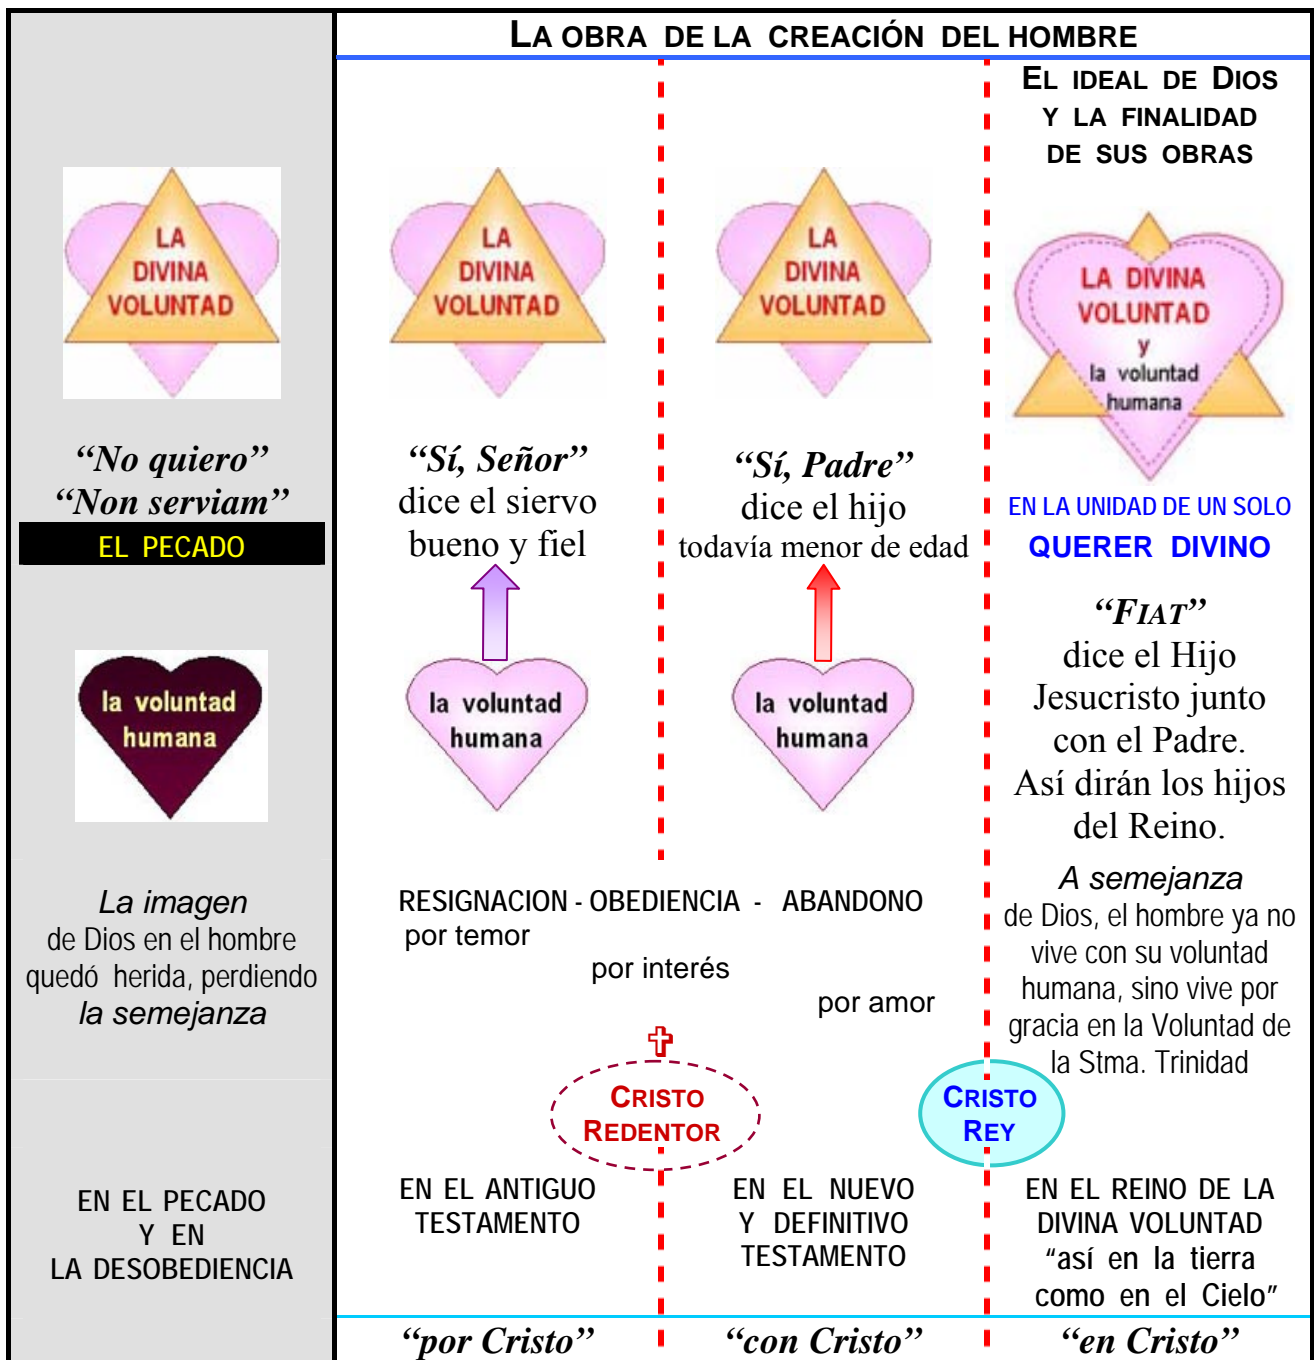 LA OBRA DE LA CREACIÓN DEL HOMBRE
LA
DIVINA
VOLUNTAD
“No quiero”
“Non serviam”
EL PECADO
la voluntad
humana
La imagen
de Dios en el hombre
quedó herida, perdiendo
la semejanza
EN EL PECADO
Y EN
LA DESOBEDIENCIA
LA
DIVINA
VOLUNTAD
“Sí, Señor”
dice el siervo
bueno y fiel
la voluntad
humana
LA
DIVINA
VOLUNTAD
“Sí, Padre”
dice el hijo
todavía menor de edad
la voluntad
humana
RESIGNACION - OBEDIENCIA - ABANDONO
por temor
por interés
por amor
CRISTO
REDENTOR
CRISTO
REY
EN EL ANTIGUO
TESTAMENTO
EN EL NUEVO
Y DEFINITIVO
TESTAMENTO
EL IDEAL DE DIOS
Y LA FINALIDAD
DE SUS OBRAS
LA DIVINA
VOLUNTAD
y
la voluntad
humana
EN LA UNIDAD DE UN SOLO
QUERER DIVINO
“FIAT”
dice el Hijo
Jesucristo junto
con el Padre.
Así dirán los hijos
del Reino.
A semejanza
de Dios, el hombre ya no
vive con su voluntad
humana, sino vive por
gracia en la Voluntad de
la Stma. Trinidad
EN EL REINO DE LA
DIVINA VOLUNTAD
“así en la tierra
como en el Cielo”
“por Cristo”
“con Cristo”
“en Cristo”